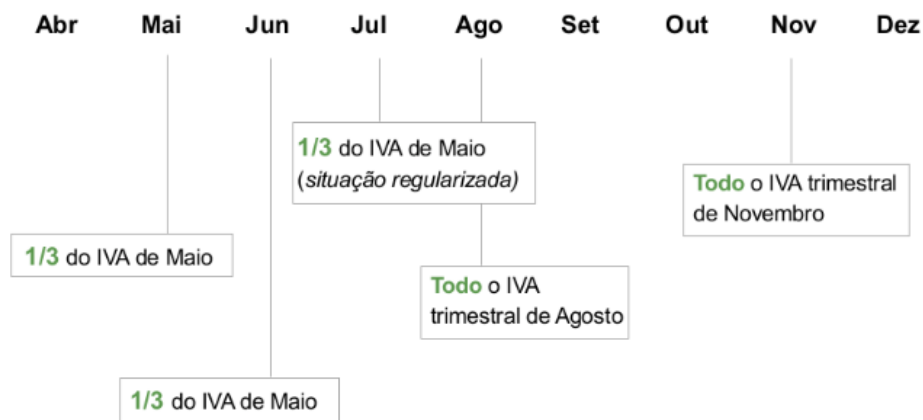 Abr Mai Jun Jul Ago Set Out Nov Dez
1/3 do IVA de Maio
(situação regularizada)
Todo o IVA trimestral
de Novembro
1/3 do IVA de Maio
Todo o IVA
trimestral de Agosto
1/3 do IVA de Maio